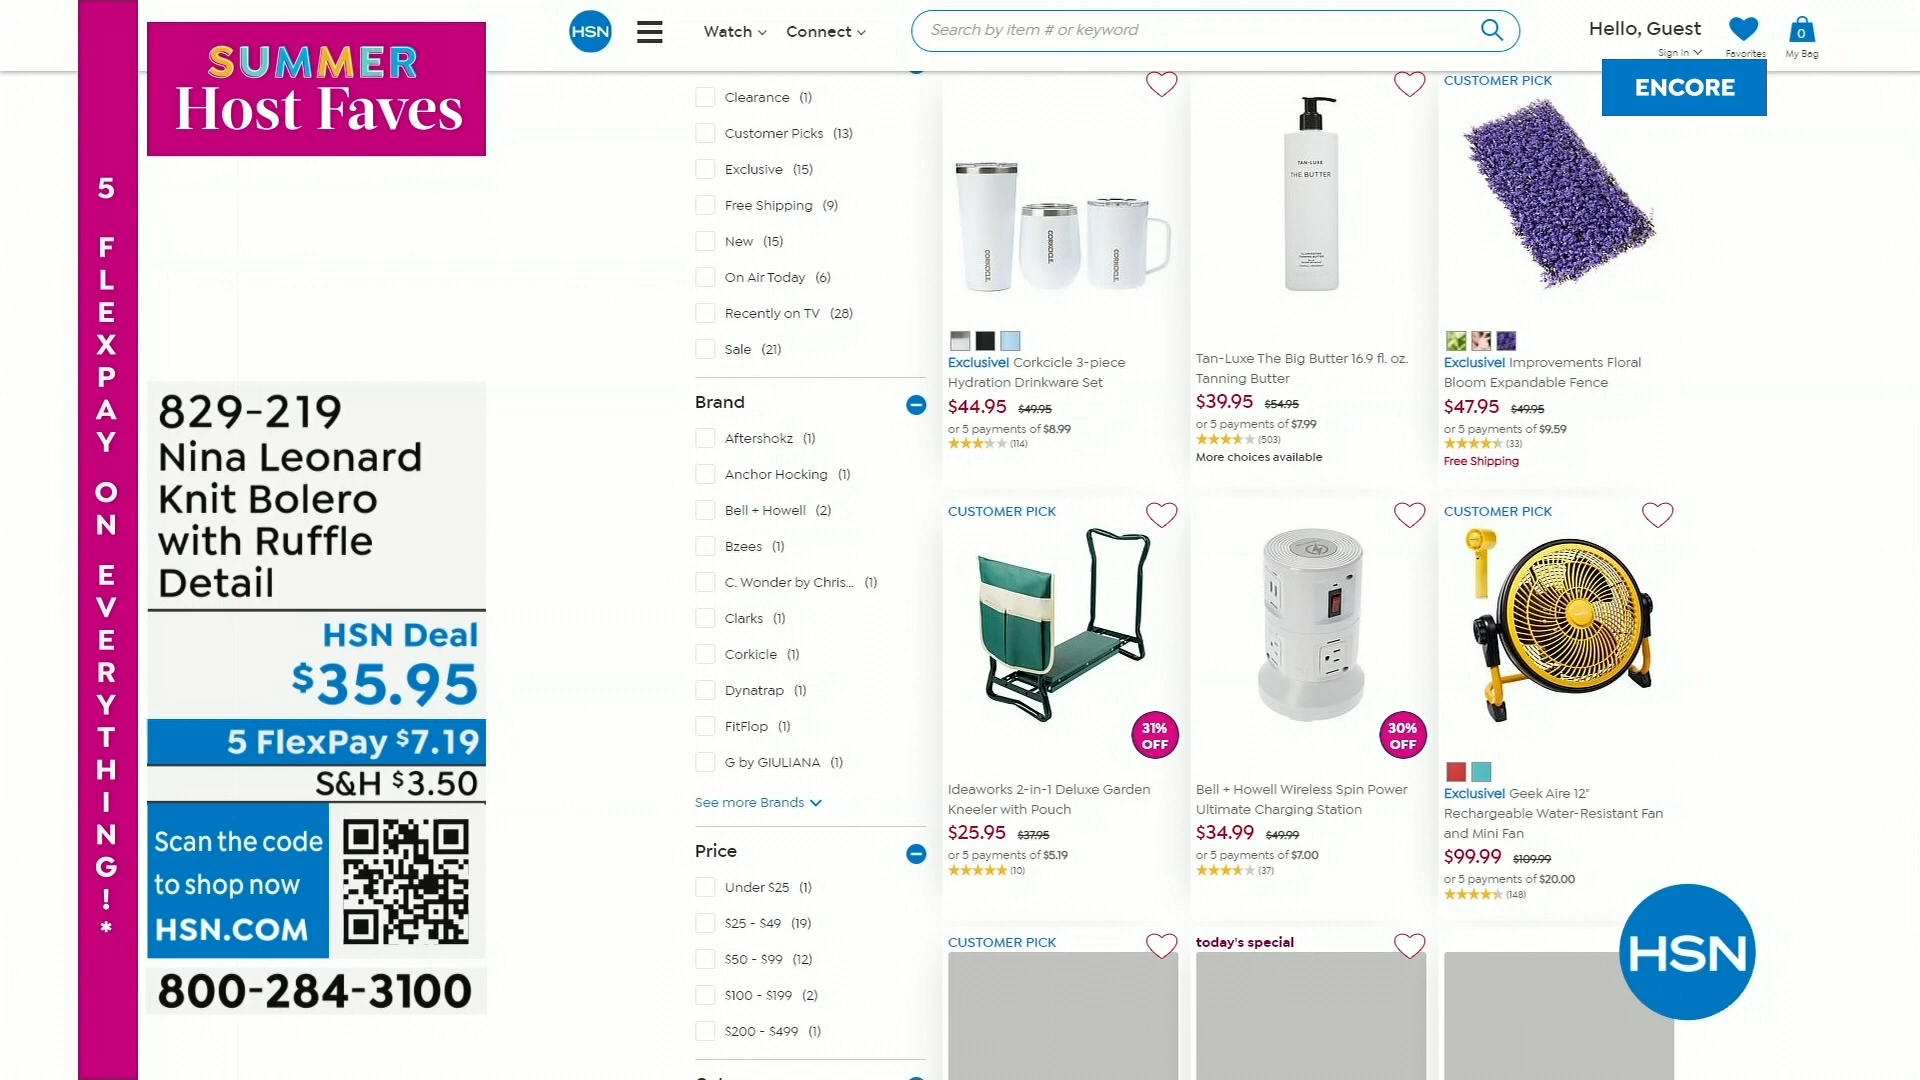 SUMMER
Host Faves
5 FLEXPAY ON EVERYTHING!*
829-219
Nina Leonard
Knit Bolero
with Ruffle
Detail
HSN Deal
$35.95
5 FlexPay $7.19
S&H $3.50
Scan the code
to shop now
HSN.COM
800-284-3100
HSN
Watch
Connect
Search by item # or keyword
Hello, Guest
Sign In
Favorites
0
My Bag
ENCORE
Clearance (1)
Customer Picks (13)
Exclusive (15)
Free Shipping (9)
New (15)
On Air Today (6)
Recently on TV (28)
Sale (21)
Brand
Aftershokz (1)
Anchor Hocking (1)
Bell + Howell (2)
Bzees (1)
C. Wonder by Chris... (1)
Clarks (1)
Corkicle (1)
Dynatrap (1)
FitFlop (1)
G by GIULIANA (1)
See more Brands
Price
Under $25 (1)
$25 - $49 (19)
$50 - $99 (12)
$100 - $199 (2)
$200 - $499 (1)
CORKCICLE
CORKCICLE
CORKCICLE
Exclusive! Corkcicle 3-piece
Hydration Drinkware Set
$44.95 $49.95
or 5 payments of $8.99
(114)
TAN-LUXE
THE BUTTER
Tan-Luxe The Big Butter 16.9 fl. oz.
Tanning Butter
$39.95 $54.95
or 5 payments of $7.99
(503)
More choices available
CUSTOMER PICK
Exclusive! Improvements Floral
Bloom Expandable Fence
$47.95 $49.95
or 5 payments of $9.59
(33)
Free Shipping
CUSTOMER PICK
31%
OFF
Ideaworks 2-in-1 Deluxe Garden
Kneeler with Pouch
$25.95 $37.95
or 5 payments of $5.19
(10)
30%
OFF
Bell + Howell Wireless Spin Power
Ultimate Charging Station
$34.99 $49.99
or 5 payments of $7.00
(37)
CUSTOMER PICK
Exclusive! Geek Aire 12"
Rechargeable Water-Resistant Fan
and Mini Fan
$99.99 $109.99
or 5 payments of $20.00
(148)
CUSTOMER PICK
today's special
HSN